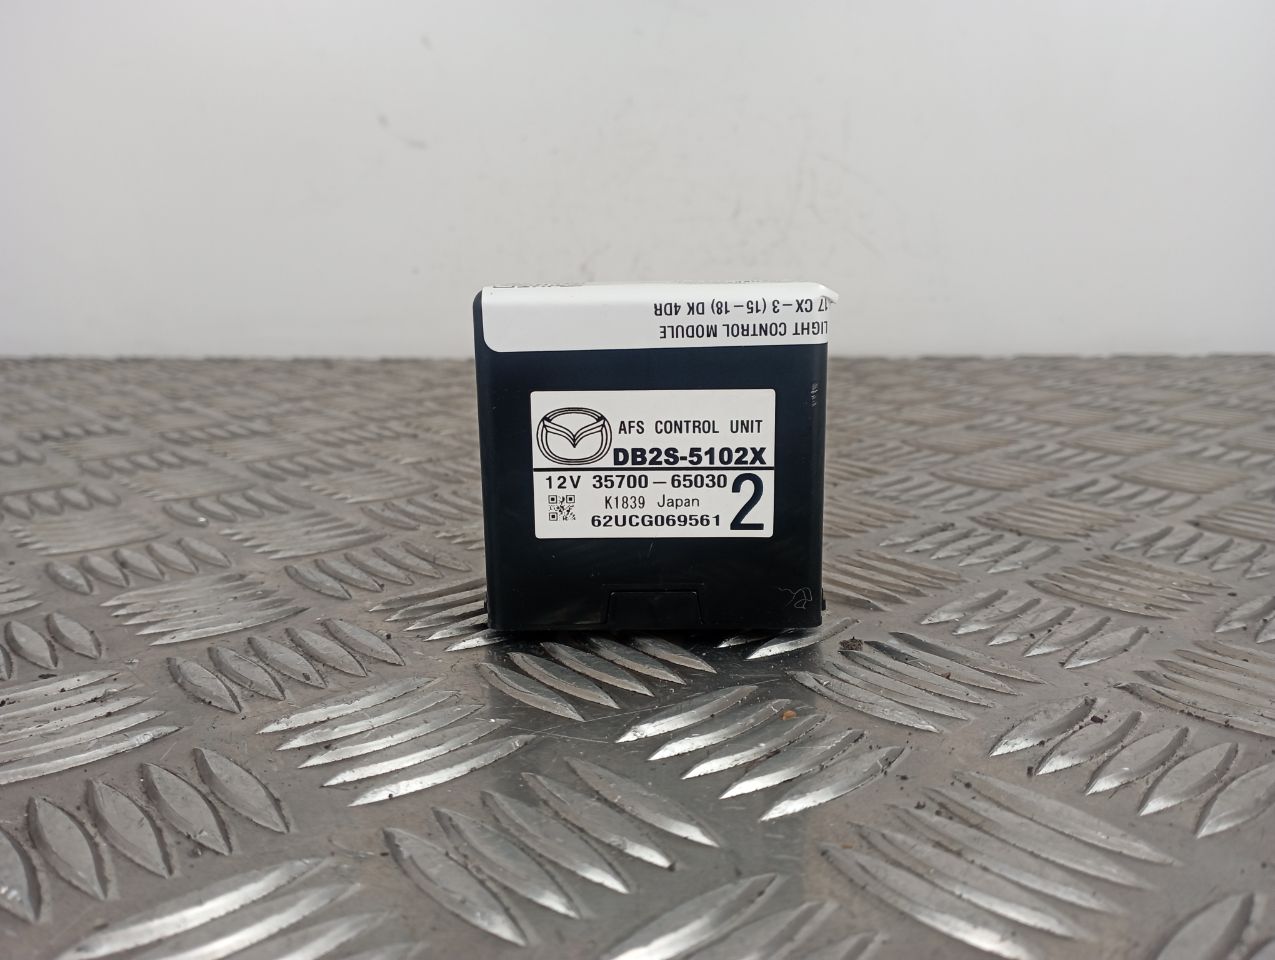 LIGHT CONTROL MODULE
17 CX-3 (15-18) DK 4DR
AFS CONTROL UNIT
DB2S-5102X
12V 35700-65030
K1839 Japan
62UCG069561
2